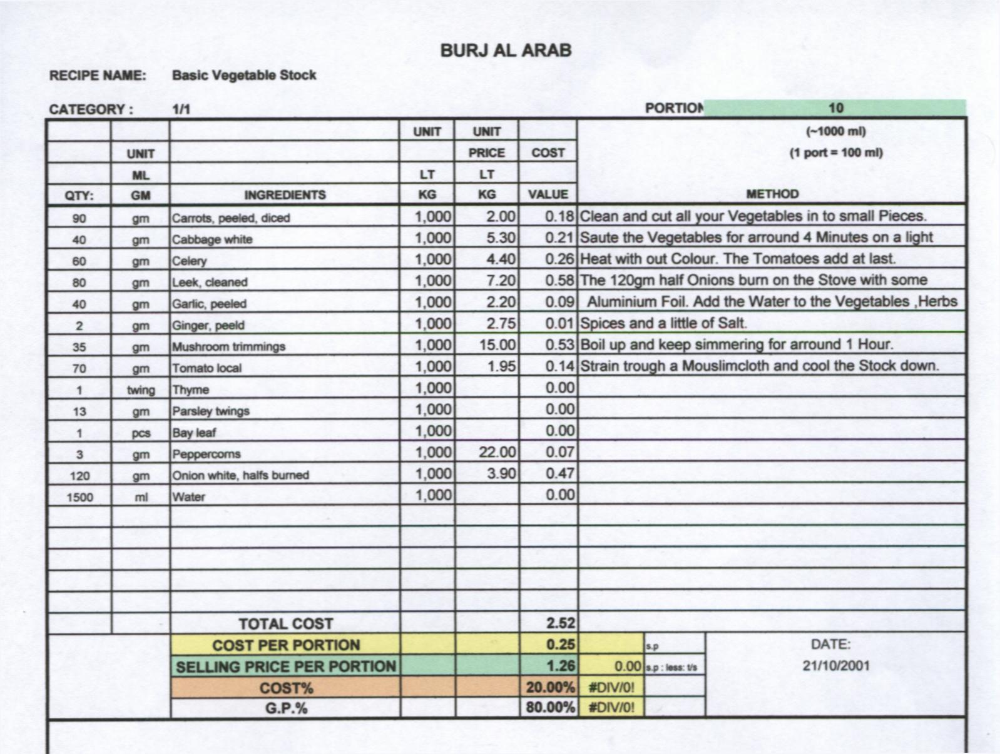 BURJ AL ARAB
RECIPE NAME: Basic Vegetable Stock
CATEGORY : 1/1 PORTION 10
UNIT UNIT (~1000 ml)
UNIT PRICE COST (1 port = 100 ml)
ML LT LT
QTY: GM INGREDIENTS KG KG VALUE METHOD
90 gm Carrots, peeled, diced 1,000 2.00 0.18 Clean and cut all your Vegetables in to small Pieces.
40 gm Cabbage white 1,000 5.30 0.21 Saute the Vegetables for arround 4 Minutes on a light
60 gm Celery 1,000 4.40 0.26 Heat with out Colour. The Tomatoes add at last.
80 gm Leek, cleaned 1,000 7.20 0.58 The 120gm half Onions burn on the Stove with some
40 gm Garlic, peeled 1,000 2.20 0.09 Aluminium Foil. Add the Water to the Vegetables ,Herbs
2 gm Ginger, peeld 1,000 2.75 0.01 Spices and a little of Salt.
35 gm Mushroom trimmings 1,000 15.00 0.53 Boil up and keep simmering for arround 1 Hour.
70 gm Tomato local 1,000 1.95 0.14 Strain trough a Mouslimcloth and cool the Stock down.
1 twing Thyme 1,000 0.00
13 gm Parsley twings 1,000 0.00
1 pcs Bay leaf 1,000 0.00
3 gm Peppercorns 1,000 22.00 0.07
120 gm Onion white, halfs burned 1,000 3.90 0.47
1500 ml Water 1,000 0.00
TOTAL COST 2.52
COST PER PORTION 0.25 s.p DATE:
SELLING PRICE PER PORTION 1.26 0.00 s.p : less: t/s 21/10/2001
COST% 20.00% #DIV/0!
G.P.% 80.00% #DIV/0!